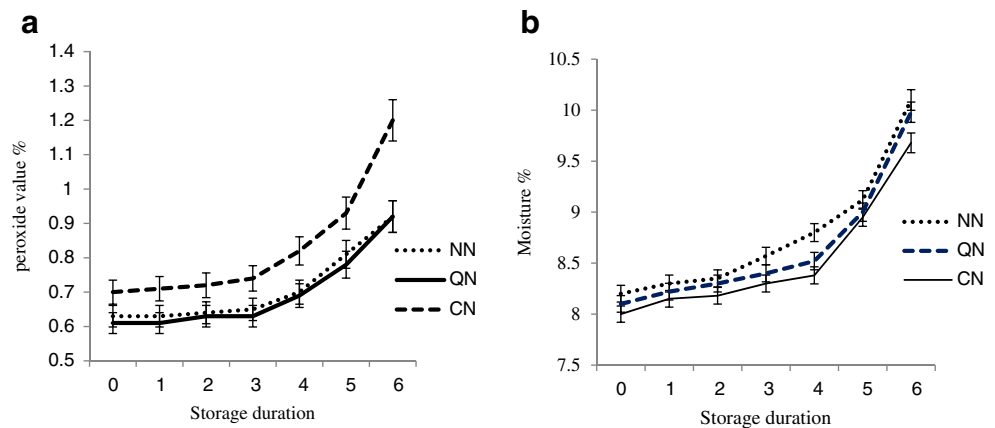 a
1.4
1.3
1.2
1.1
1
0.9
0.8
0.7
0.6
0.5
peroxide value %
0 1 2 3 4 5 6
Storage duration
NN
QN
CN
b
10.5
10
9.5
9
8.5
8
7.5
Moisture %
0 1 2 3 4 5 6
Storage duration
NN
QN
CN